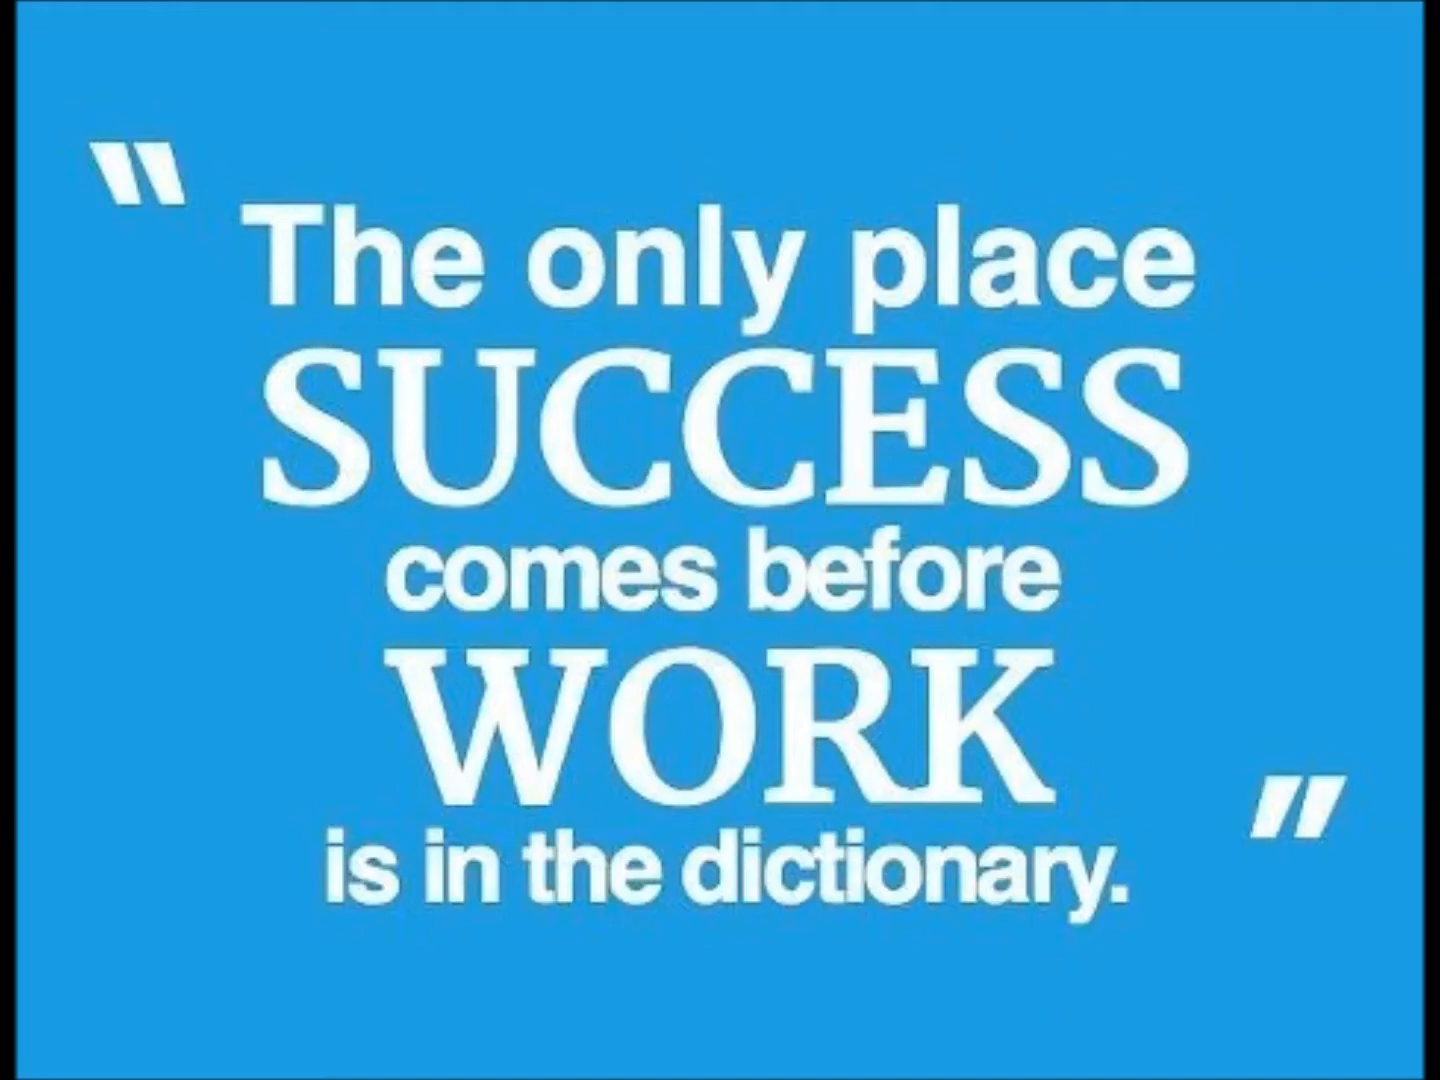 "The only place
SUCCESS
comes before
WORK
is in the dictionary."